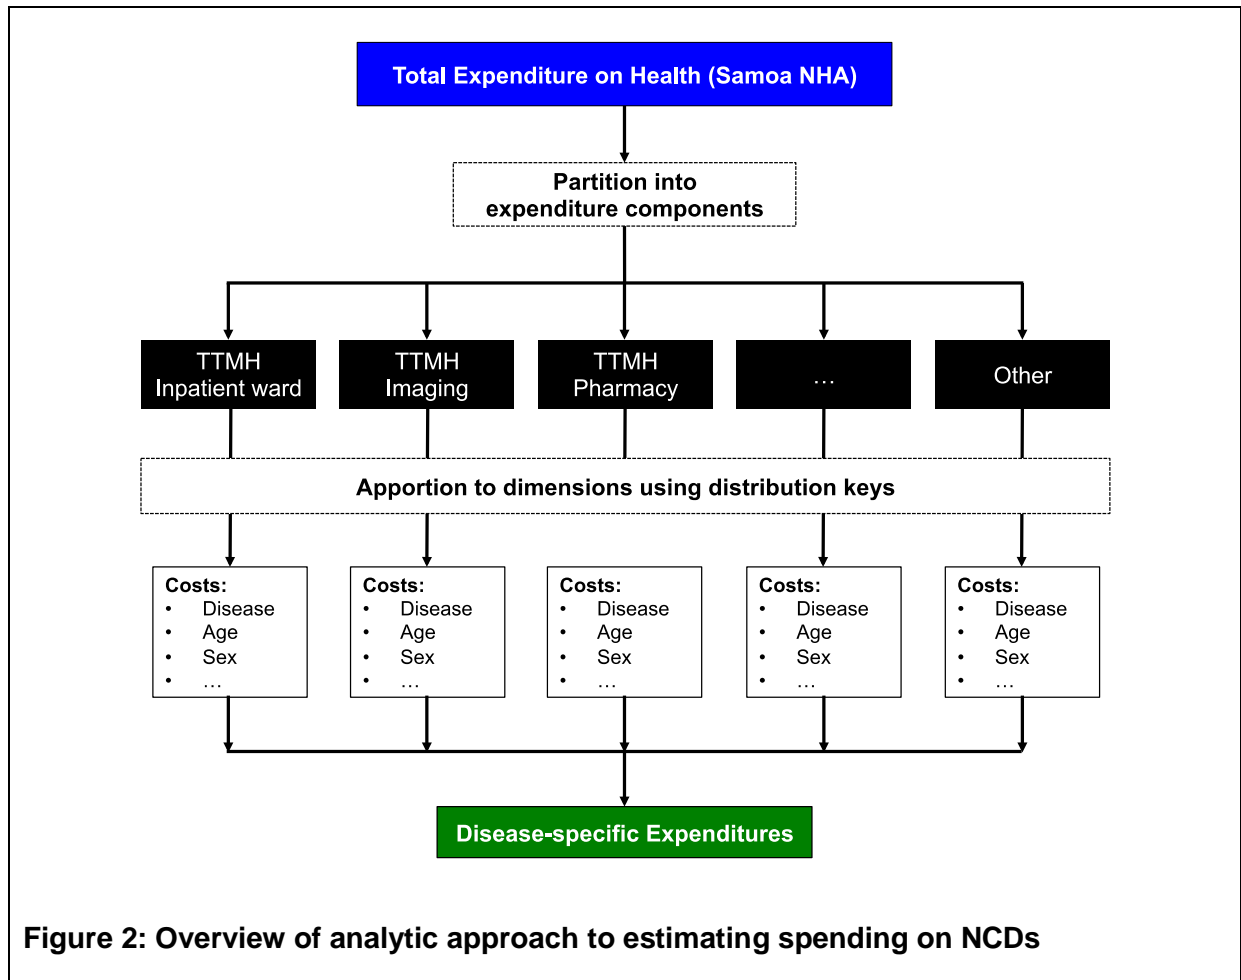 Total Expenditure on Health (Samoa NHA)
Partition into
expenditure components
TTMH
Inpatient ward
TTMH
Imaging
TTMH
Pharmacy
…
Other
Apportion to dimensions using distribution keys
Costs:
• Disease
• Age
• Sex
• …
Costs:
• Disease
• Age
• Sex
• …
Costs:
• Disease
• Age
• Sex
• …
Costs:
• Disease
• Age
• Sex
• …
Costs:
• Disease
• Age
• Sex
• …
Disease-specific Expenditures
Figure 2: Overview of analytic approach to estimating spending on NCDs